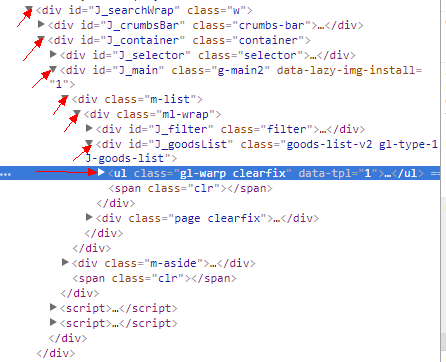 ▼<div id="J_searchWrap" class="w">
▶<div id="J_crumbsBar" class="crumbs-bar">…</div>
▼<div id="J_container" class="container">
▶<div id="J_selector" class="selector">…</div>
▼<div id="J_main" class="g-main2" data-lazy-img-install=
"1">
▼<div class="m-list">
▼<div class="ml-wrap">
▶<div id="J_filter" class="filter">…</div>
▼<div id="J_goodsList" class="goods-list-v2 gl-type-1
J-goods-list">
… ▶<ul class="gl-warp clearfix" data-tpl="1">…</ul> ==
<span class="clr"></span>
</div>
▶<div class="page clearfix">…</div>
</div>
</div>
▶<div class="m-aside">…</div>
<span class="clr"></span>
</div>
▶<script>…</script>
▶<script>…</script>
</div>
</div>